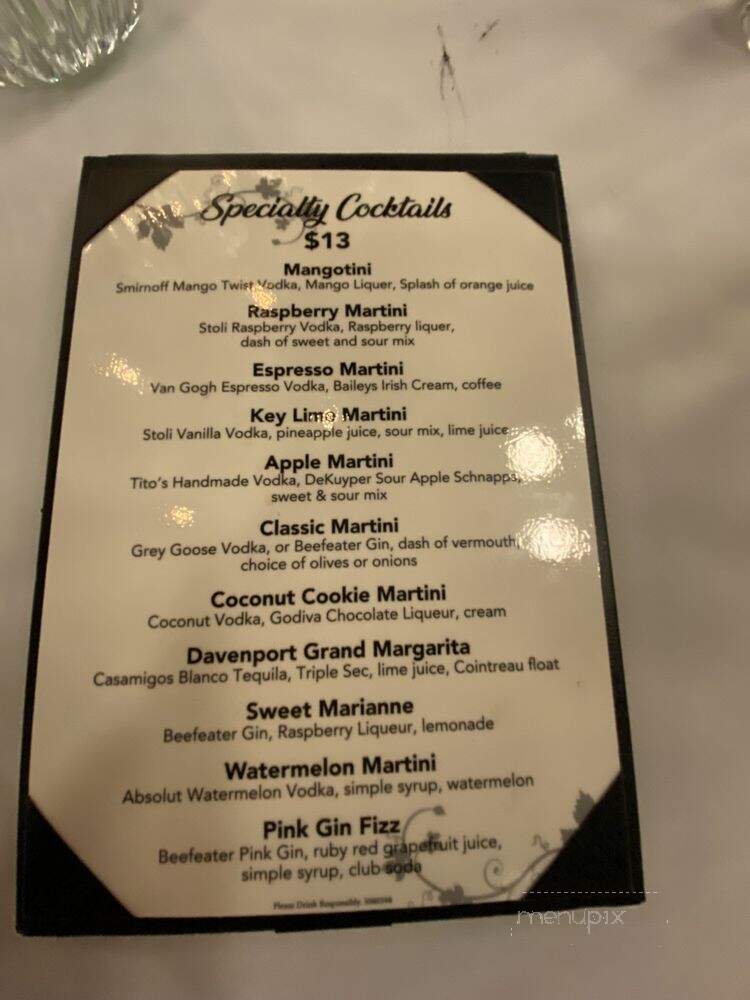 Specialty Cocktails
$13
Mangotini
Smirnoff Mango Twist Vodka, Mango Liquer, Splash of orange juice
Raspberry Martini
Stoli Raspberry Vodka, Raspberry liquer,
dash of sweet and sour mix
Espresso Martini
Van Gogh Espresso Vodka, Baileys Irish Cream, coffee
Key Lime Martini
Stoli Vanilla Vodka, pineapple juice, sour mix, lime juice
Apple Martini
Tito's Handmade Vodka, DeKuyper Sour Apple Schnapps,
sweet & sour mix
Classic Martini
Grey Goose Vodka, or Beefeater Gin, dash of vermouth,
choice of olives or onions
Coconut Cookie Martini
Coconut Vodka, Godiva Chocolate Liqueur, cream
Davenport Grand Margarita
Casamigos Blanco Tequila, Triple Sec, lime juice, Cointreau float
Sweet Marianne
Beefeater Gin, Raspberry Liqueur, lemonade
Watermelon Martini
Absolut Watermelon Vodka, simple syrup, watermelon
Pink Gin Fizz
Beefeater Pink Gin, ruby red grapefruit juice,
simple syrup, club soda
Please Drink Responsibly
menupix